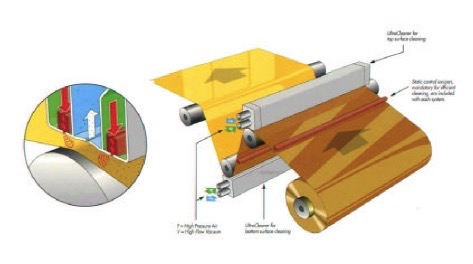 UltraCleaner for
top surface cleaning
Static control ionizers,
mandatory for efficient
cleaning, are included
with each system.
P = High Pressure Air
V = High Flow Vacuum
UltraCleaner for
bottom surface cleaning